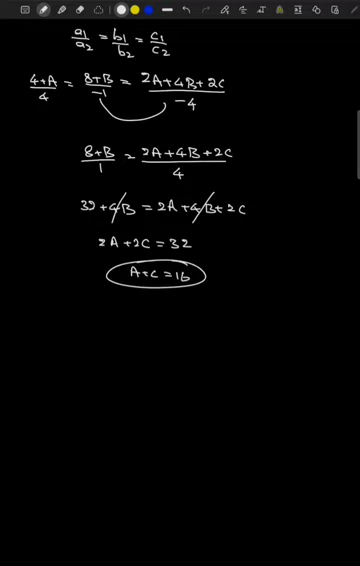 a₁/a₂ = b₁/b₂ = c₁/c₂
4+A/4 = 8+B/-1 = 2A+4B+2C/-4
8+B/1 = 2A+4B+2C/4
32+4B = 2A+4B+2C
2A+2C = 32
A+C = 16